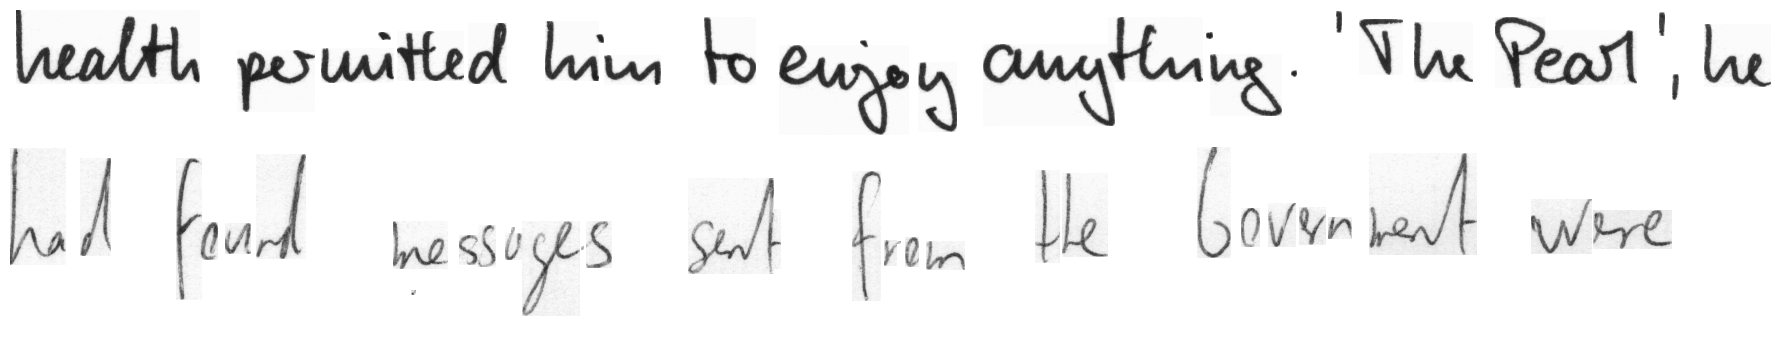 health permitted him to enjoy anything. 'The Pearl', he
had found messages sent from the Government were